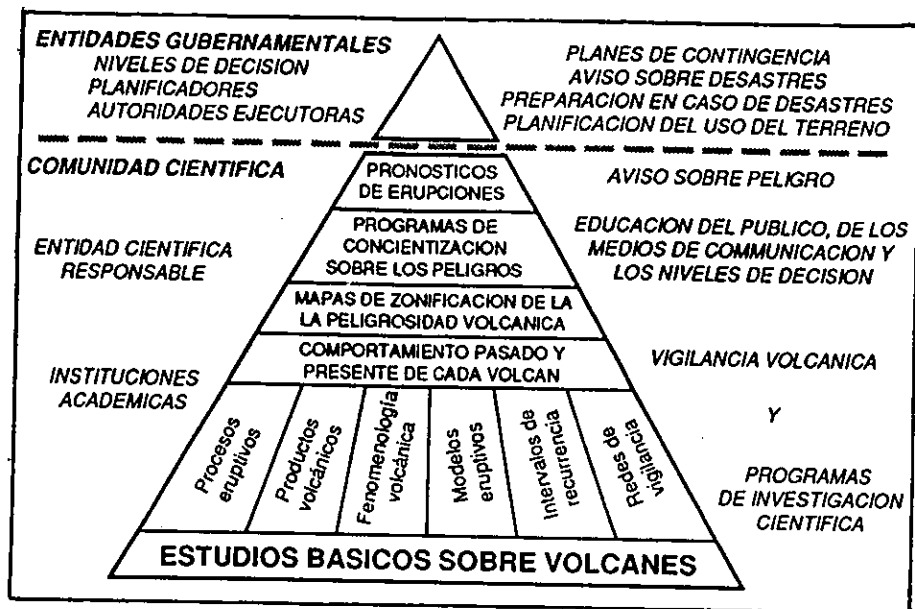 ENTIDADES GUBERNAMENTALES
NIVELES DE DECISION
PLANIFICADORES
AUTORIDADES EJECUTORAS
PLANES DE CONTINGENCIA
AVISO SOBRE DESASTRES
PREPARACION EN CASO DE DESASTRES
PLANIFICACION DEL USO DEL TERRENO
COMUNIDAD CIENTIFICA
PRONOSTICOS
DE ERUPCIONES
AVISO SOBRE PELIGRO
ENTIDAD CIENTIFICA
RESPONSABLE
PROGRAMAS DE
CONCIENTIZACION
SOBRE LOS PELIGROS
EDUCACION DEL PUBLICO, DE LOS
MEDIOS DE COMMUNICACION Y
LOS NIVELES DE DECISION
MAPAS DE ZONIFICACION DE LA
LA PELIGROSIDAD VOLCANICA
INSTITUCIONES
ACADEMICAS
COMPORTAMIENTO PASADO Y
PRESENTE DE CADA VOLCAN
VIGILANCIA VOLCANICA
Y
PROGRAMAS
DE INVESTIGACION
CIENTIFICA
Procesos
eruptivos
Productos
volcánicos
Fenomenología
volcánica
Modelos
eruptivos
Intervalos de
recurrencia
Redes de
vigilancia
ESTUDIOS BASICOS SOBRE VOLCANES